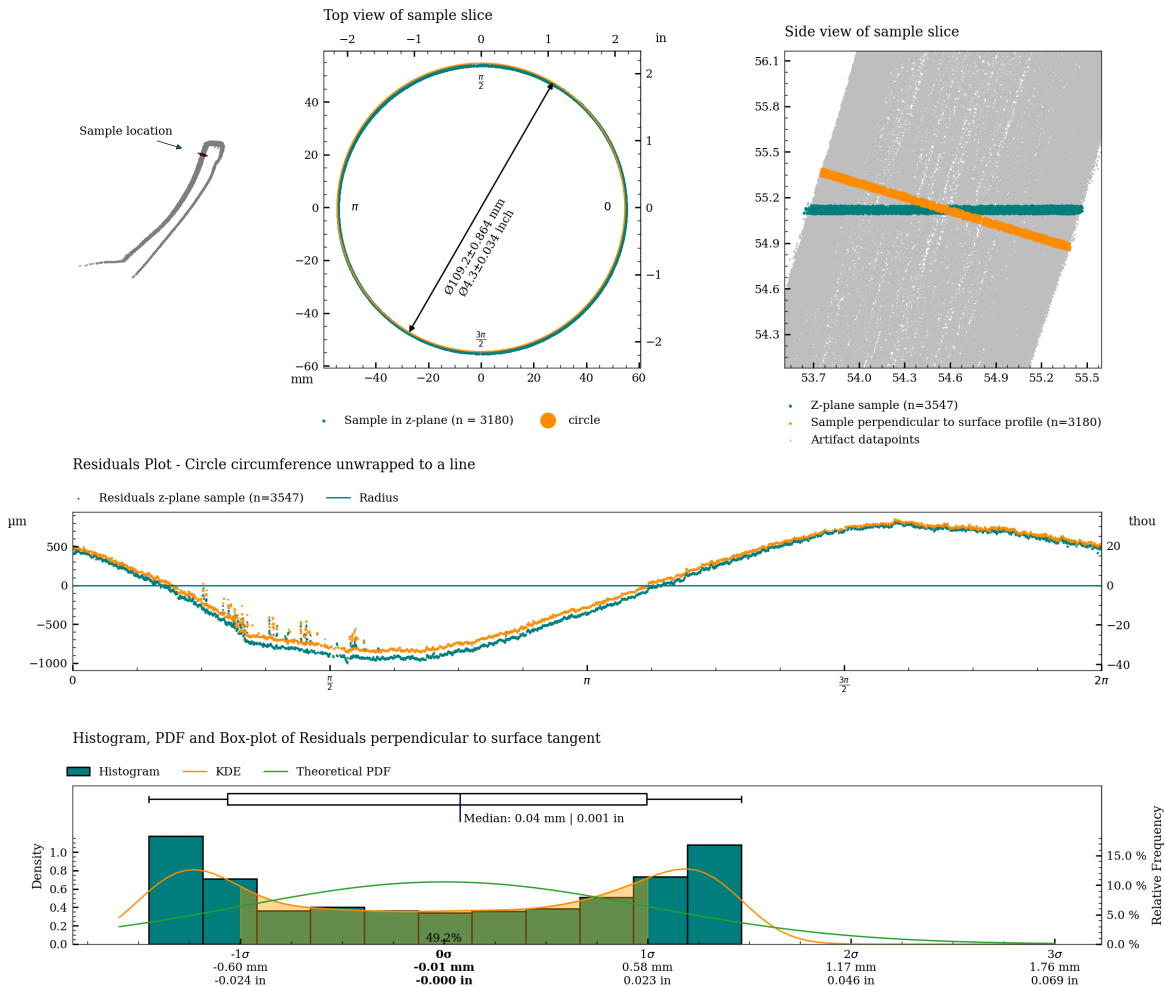 Top view of sample slice
−2 −1 0 1 2 in
Side view of sample slice
Sample location
π/2
π
0
3π/2
Ø109.2±0.864 mm
Ø4.3±0.034 inch
40
20
0
−20
−40
−60
mm
−40 −20 0 20 40 60
2
1
0
−1
−2
Sample in z-plane (n = 3180) circle
56.1
55.8
55.5
55.2
54.9
54.6
54.3
53.7 54.0 54.3 54.6 54.9 55.2 55.5
Z-plane sample (n=3547)
Sample perpendicular to surface profile (n=3180)
Artifact datapoints
Residuals Plot - Circle circumference unwrapped to a line
Residuals z-plane sample (n=3547) Radius
µm
thou
500
0
−500
−1000
20
0
−20
−40
0 π/2 π 3π/2 2π
Histogram, PDF and Box-plot of Residuals perpendicular to surface tangent
Histogram KDE Theoretical PDF
Median: 0.04 mm | 0.001 in
Density
1.0
0.8
0.6
0.4
0.2
0.0
Relative Frequency
15.0 %
10.0 %
5.0 %
0.0 %
49.2%
-1σ 0σ 1σ 2σ 3σ
-0.60 mm -0.01 mm 0.58 mm 1.17 mm 1.76 mm
-0.024 in -0.000 in 0.023 in 0.046 in 0.069 in